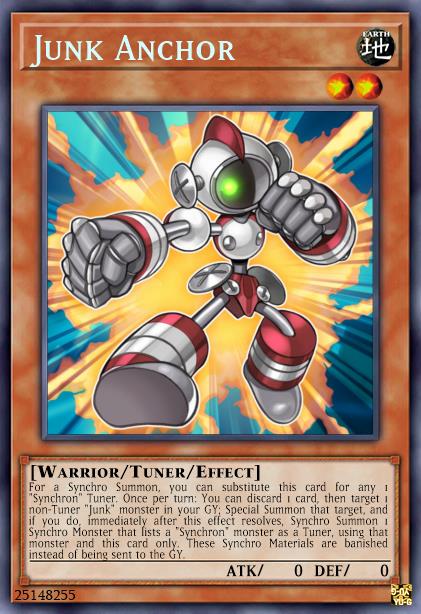 JUNK ANCHOR
EARTH
地
[WARRIOR/TUNER/EFFECT]
For a Synchro Summon, you can substitute this card for any 1
"Synchron" Tuner. Once per turn: You can discard 1 card, then target 1
non-Tuner "Junk" monster in your GY; Special Summon that target, and
if you do, immediately after this effect resolves, Synchro Summon 1
Synchro Monster that lists a "Synchron" monster as a Tuner, using that
monster and this card only. These Synchro Materials are banished
instead of being sent to the GY.
ATK/ 0 DEF/ 0
25148255